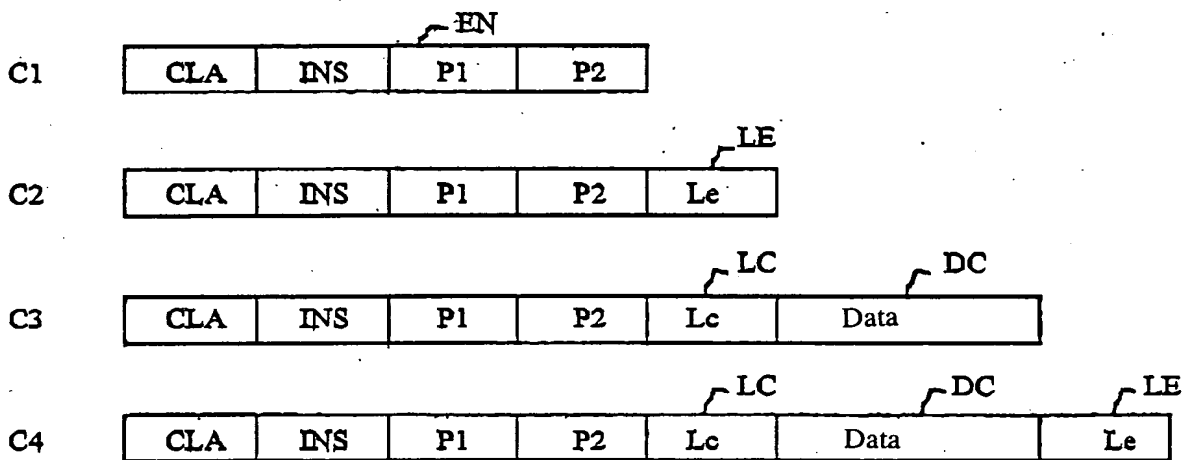 EN
C1 CLA INS P1 P2
LE
C2 CLA INS P1 P2 Le
LC DC
C3 CLA INS P1 P2 Lc Data
LC DC LE
C4 CLA INS P1 P2 Lc Data Le